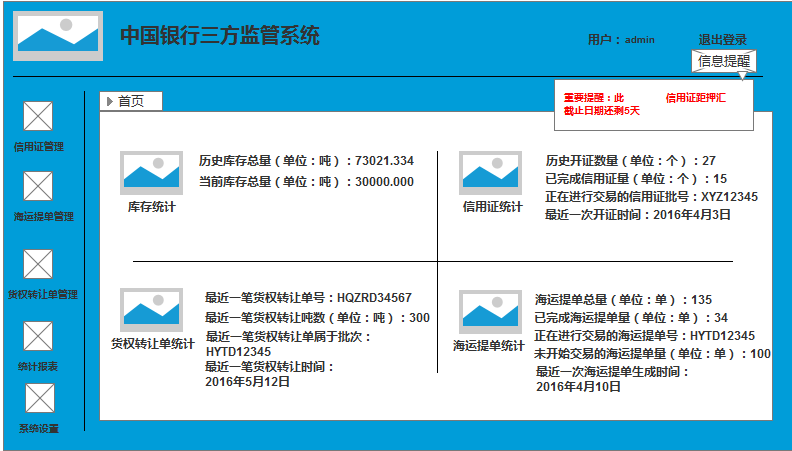 中国银行三方监管系统
用户：admin
退出登录
信息提醒
重要提醒：此 信用证距押汇
截止日期还剩5天
首页
信用证管理
海运提单管理
货权转让单管理
统计报表
系统设置
库存统计
历史库存总量（单位：吨）：73021.334
当前库存总量（单位：吨）：30000.000
信用证统计
历史开证数量（单位：个）：27
已完成信用证量（单位：个）：15
正在进行交易的信用证批号：XYZ12345
最近一次开证时间：2016年4月3日
货权转让单统计
最近一笔货权转让单号：HQZRD34567
最近一笔货权转让吨数（单位：吨）：300
最近一笔货权转让单属于批次：
HYTD12345
最近一笔货权转让时间：
2016年5月12日
海运提单统计
海运提单总量（单位：单）：135
已完成海运提单量（单位：单）：34
正在进行交易的海运提单号：HYTD12345
未开始交易的海运提单量（单位：单）：100
最近一次海运提单生成时间：
2016年4月10日